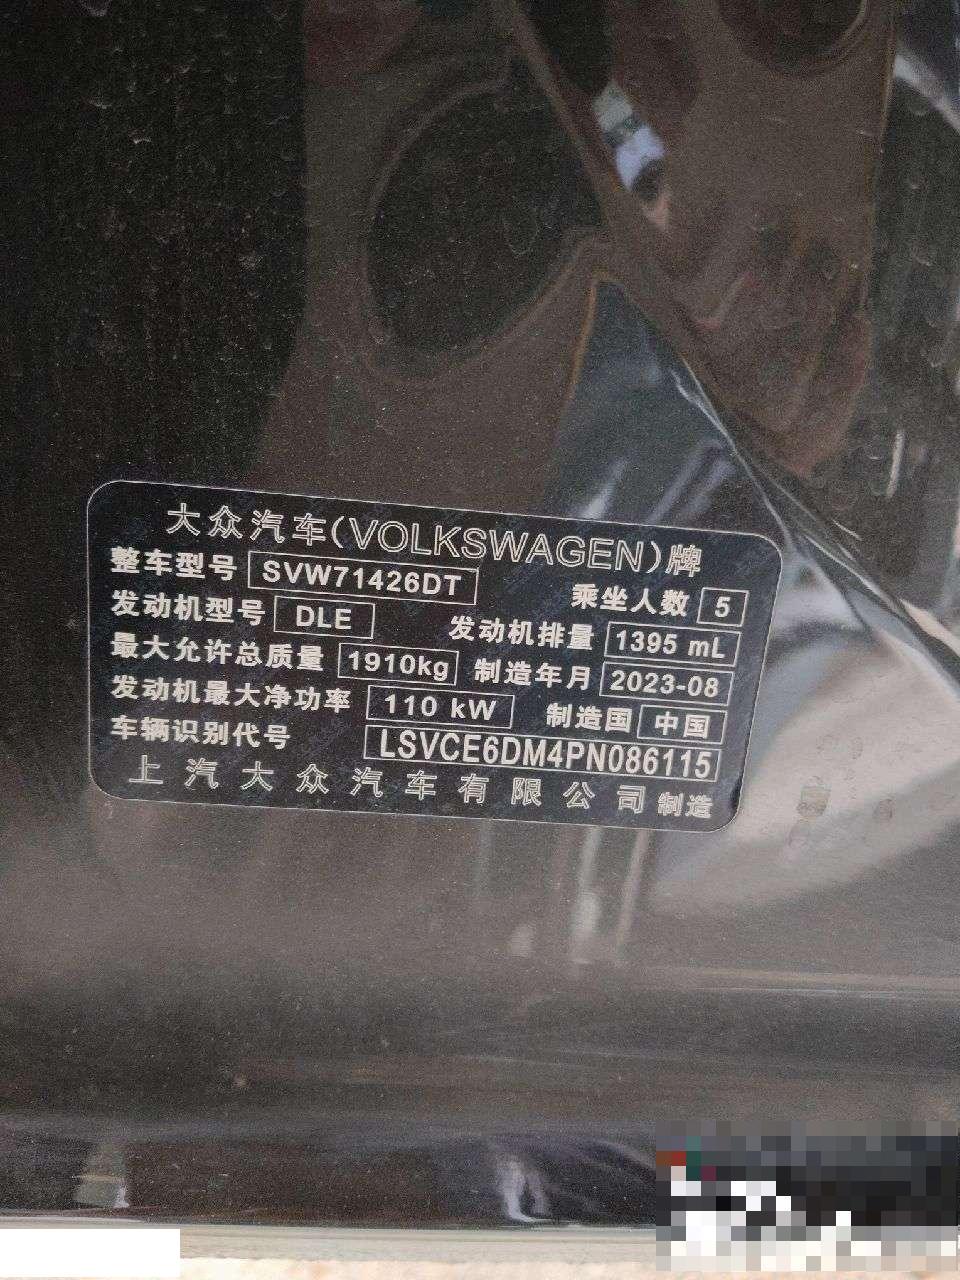 大众汽车(VOLKSWAGEN)牌
整车型号 SVW71426DT 乘坐人数 5
发动机型号 DLE 发动机排量 1395 mL
最大允许总质量 1910kg 制造年月 2023-08
发动机最大净功率 110 kW 制造国 中国
车辆识别代号 LSVCE6DM4PN086115
上汽大众汽车有限公司 制造